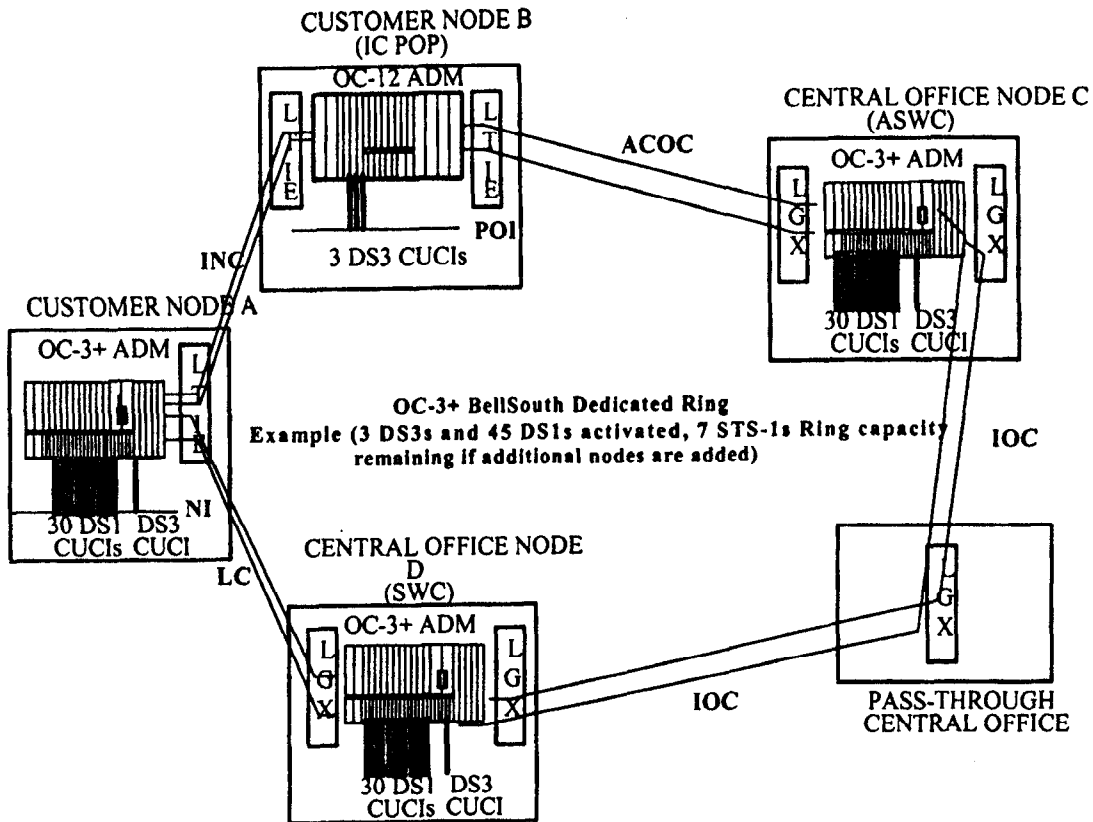 CUSTOMER NODE B
(IC POP)
OC-12 ADM
L
T
IE
L
T
I
E
POI
3 DS3 CUCIs
ACOC
CENTRAL OFFICE NODE C
(ASWC)
OC-3+ ADM
L
G
X
L
G
X
30 DS1 DS3
CUCIs CUCI
INC
CUSTOMER NODE A
OC-3+ ADM
L
T
E
NI
30 DS1 DS3
CUCIs CUCI
OC-3+ BellSouth Dedicated Ring
Example (3 DS3s and 45 DS1s activated, 7 STS-1s Ring capacity
remaining if additional nodes are added)
IOC
LC
CENTRAL OFFICE NODE
D
(SWC)
OC-3+ ADM
L
G
X
L
G
X
30 DS1 DS3
CUCIs CUCI
IOC
L
G
X
PASS-THROUGH
CENTRAL OFFICE